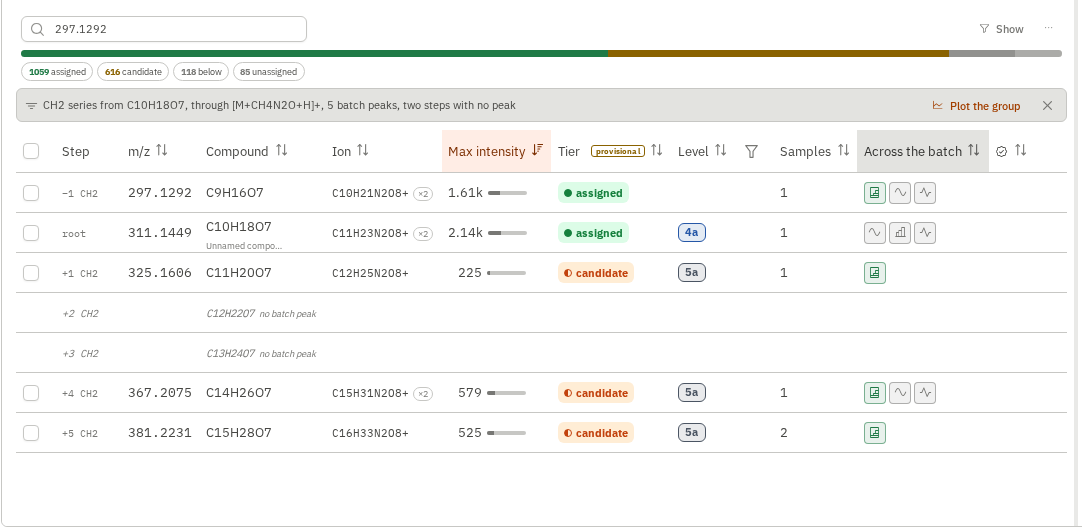 297.1292
Show ...
1059 assigned 616 candidate 118 below 85 unassigned
CH2 series from C10H18O7, through [M+CH4N2O+H]+, 5 batch peaks, two steps with no peak Plot the group
Step m/z Compound Ion Max intensity Tier provisional Level Samples Across the batch
−1 CH2 297.1292 C9H16O7 C10H21N2O8+ ×2 1.61k assigned 1
root 311.1449 C10H18O7 C11H23N2O8+ ×2 2.14k assigned 4a 1
Unnamed compo...
+1 CH2 325.1606 C11H20O7 C12H25N2O8+ 225 candidate 5a 1
+2 CH2 C12H22O7 no batch peak
+3 CH2 C13H24O7 no batch peak
+4 CH2 367.2075 C14H26O7 C15H31N2O8+ ×2 579 candidate 5a 1
+5 CH2 381.2231 C15H28O7 C16H33N2O8+ 525 candidate 5a 2